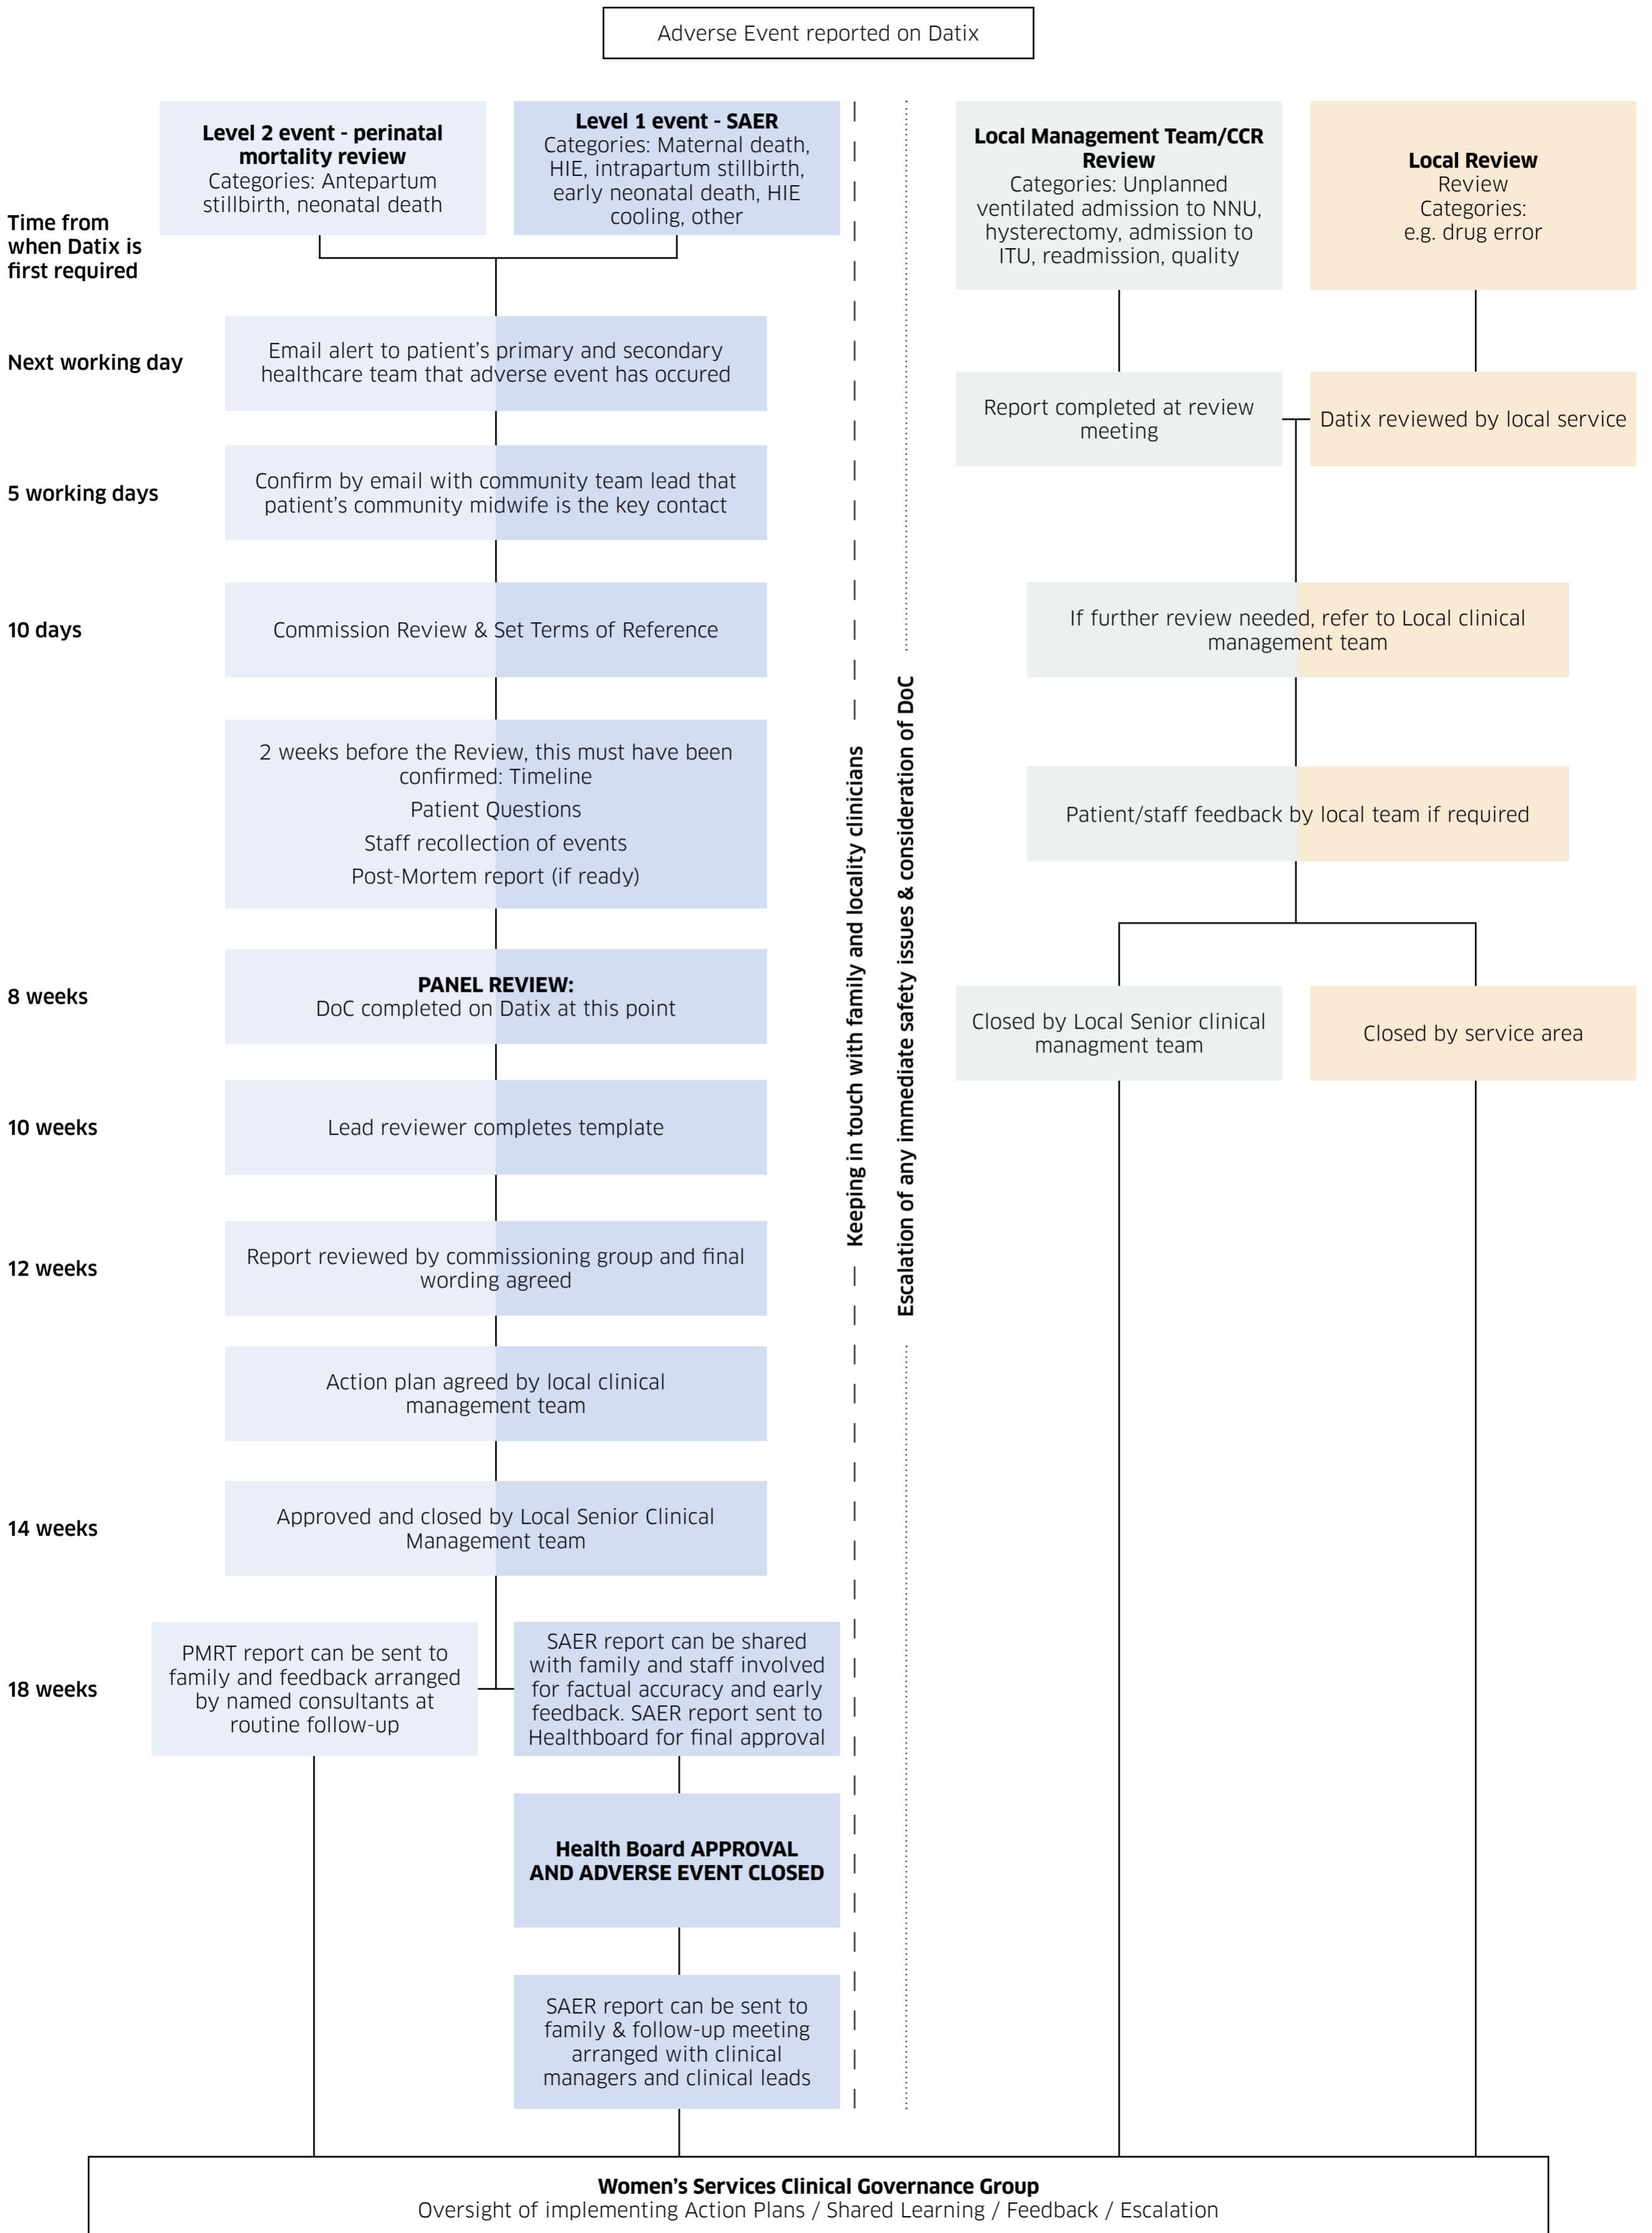 Adverse Event reported on Datix
Level 2 event - perinatal
mortality review
Categories: Antepartum
stillbirth, neonatal death
Level 1 event - SAER
Categories: Maternal death,
HIE, intrapartum stillbirth,
early neonatal death, HIE
cooling, other
Local Management Team/CCR
Review
Categories: Unplanned
ventilated admission to NNU,
hysterectomy, admission to
ITU, readmission, quality
Local Review
Review
Categories:
e.g. drug error
Time from
when Datix is
first required
Next working day
Email alert to patient's primary and secondary
healthcare team that adverse event has occured
Report completed at review
meeting
Datix reviewed by local service
5 working days
Confirm by email with community team lead that
patient's community midwife is the key contact
10 days
Commission Review & Set Terms of Reference
If further review needed, refer to Local clinical
management team
2 weeks before the Review, this must have been
confirmed: Timeline
Patient Questions
Staff recollection of events
Post-Mortem report (if ready)
Patient/staff feedback by local team if required
Keeping in touch with family and locality clinicians
Escalation of any immediate safety issues & consideration of DoC
8 weeks
PANEL REVIEW:
DoC completed on Datix at this point
Closed by Local Senior clinical
managment team
Closed by service area
10 weeks
Lead reviewer completes template
12 weeks
Report reviewed by commissioning group and final
wording agreed
Action plan agreed by local clinical
management team
14 weeks
Approved and closed by Local Senior Clinical
Management team
18 weeks
PMRT report can be sent to
family and feedback arranged
by named consultants at
routine follow-up
SAER report can be shared
with family and staff involved
for factual accuracy and early
feedback. SAER report sent to
Healthboard for final approval
Health Board APPROVAL
AND ADVERSE EVENT CLOSED
SAER report can be sent to
family & follow-up meeting
arranged with clinical
managers and clinical leads
Women's Services Clinical Governance Group
Oversight of implementing Action Plans / Shared Learning / Feedback / Escalation